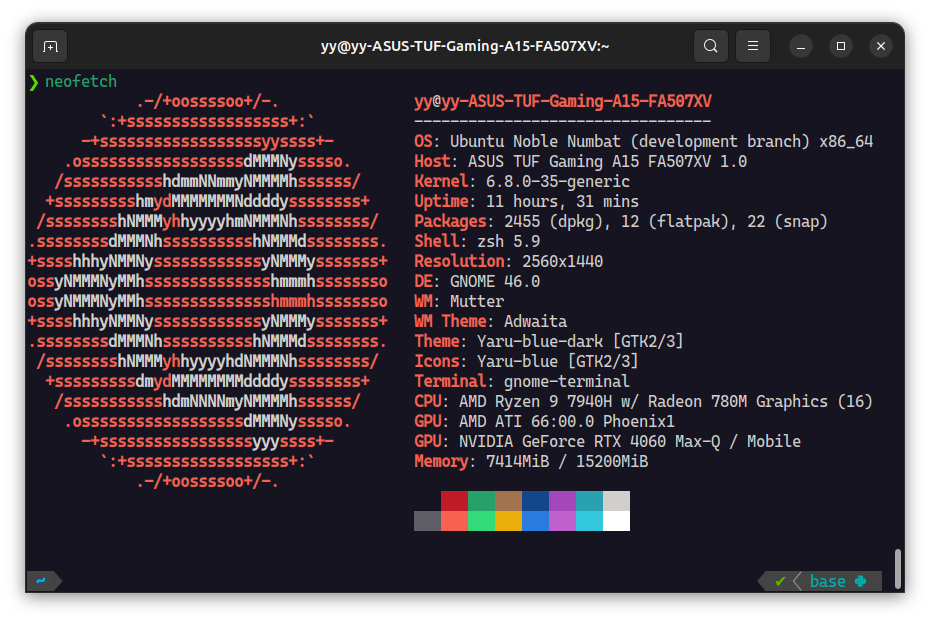 yy@yy-ASUS-TUF-Gaming-A15-FA507XV:~
❯ neofetch
            .-/+oossssoo+/-.               yy@yy-ASUS-TUF-Gaming-A15-FA507XV
        `:+ssssssssssssssssss+:`           ---------------------------------
      -+ssssssssssssssssssyyssss+-         OS: Ubuntu Noble Numbat (development branch) x86_64
    .ossssssssssssssssssdMMMNysssso.       Host: ASUS TUF Gaming A15 FA507XV 1.0
   /ssssssssssshdmmNNmmyNMMMMhssssss/      Kernel: 6.8.0-35-generic
  +ssssssssshmydMMMMMMMNddddyssssssss+     Uptime: 11 hours, 31 mins
 /sssssssshNMMMyhhyyyyhmNMMMNhssssssss/    Packages: 2455 (dpkg), 12 (flatpak), 22 (snap)
.ssssssssdMMMNhsssssssssshNMMMdssssssss.   Shell: zsh 5.9
+sssshhhyNMMNyssssssssssssyNMMMysssssss+   Resolution: 2560x1440
ossyNMMMNyMMhsssssssssssssshmmmhssssssso   DE: GNOME 46.0
ossyNMMMNyMMhsssssssssssssshmmmhssssssso   WM: Mutter
+sssshhhyNMMNyssssssssssssyNMMMysssssss+   WM Theme: Adwaita
.ssssssssdMMMNhsssssssssshNMMMdssssssss.   Theme: Yaru-blue-dark [GTK2/3]
 /sssssssshNMMMyhhyyyyhdNMMMNhssssssss/    Icons: Yaru-blue [GTK2/3]
  +sssssssssdmydMMMMMMMMddddyssssssss+     Terminal: gnome-terminal
   /ssssssssssshdmNNNNmyNMMMMhssssss/      CPU: AMD Ryzen 9 7940H w/ Radeon 780M Graphics (16)
    .ossssssssssssssssssdMMMNysssso.       GPU: AMD ATI 66:00.0 Phoenix1
      -+sssssssssssssssssyyyssss+-         GPU: NVIDIA GeForce RTX 4060 Max-Q / Mobile
        `:+ssssssssssssssssss+:`           Memory: 7414MiB / 15200MiB
            .-/+oossssoo+/-.
~ ✔ base